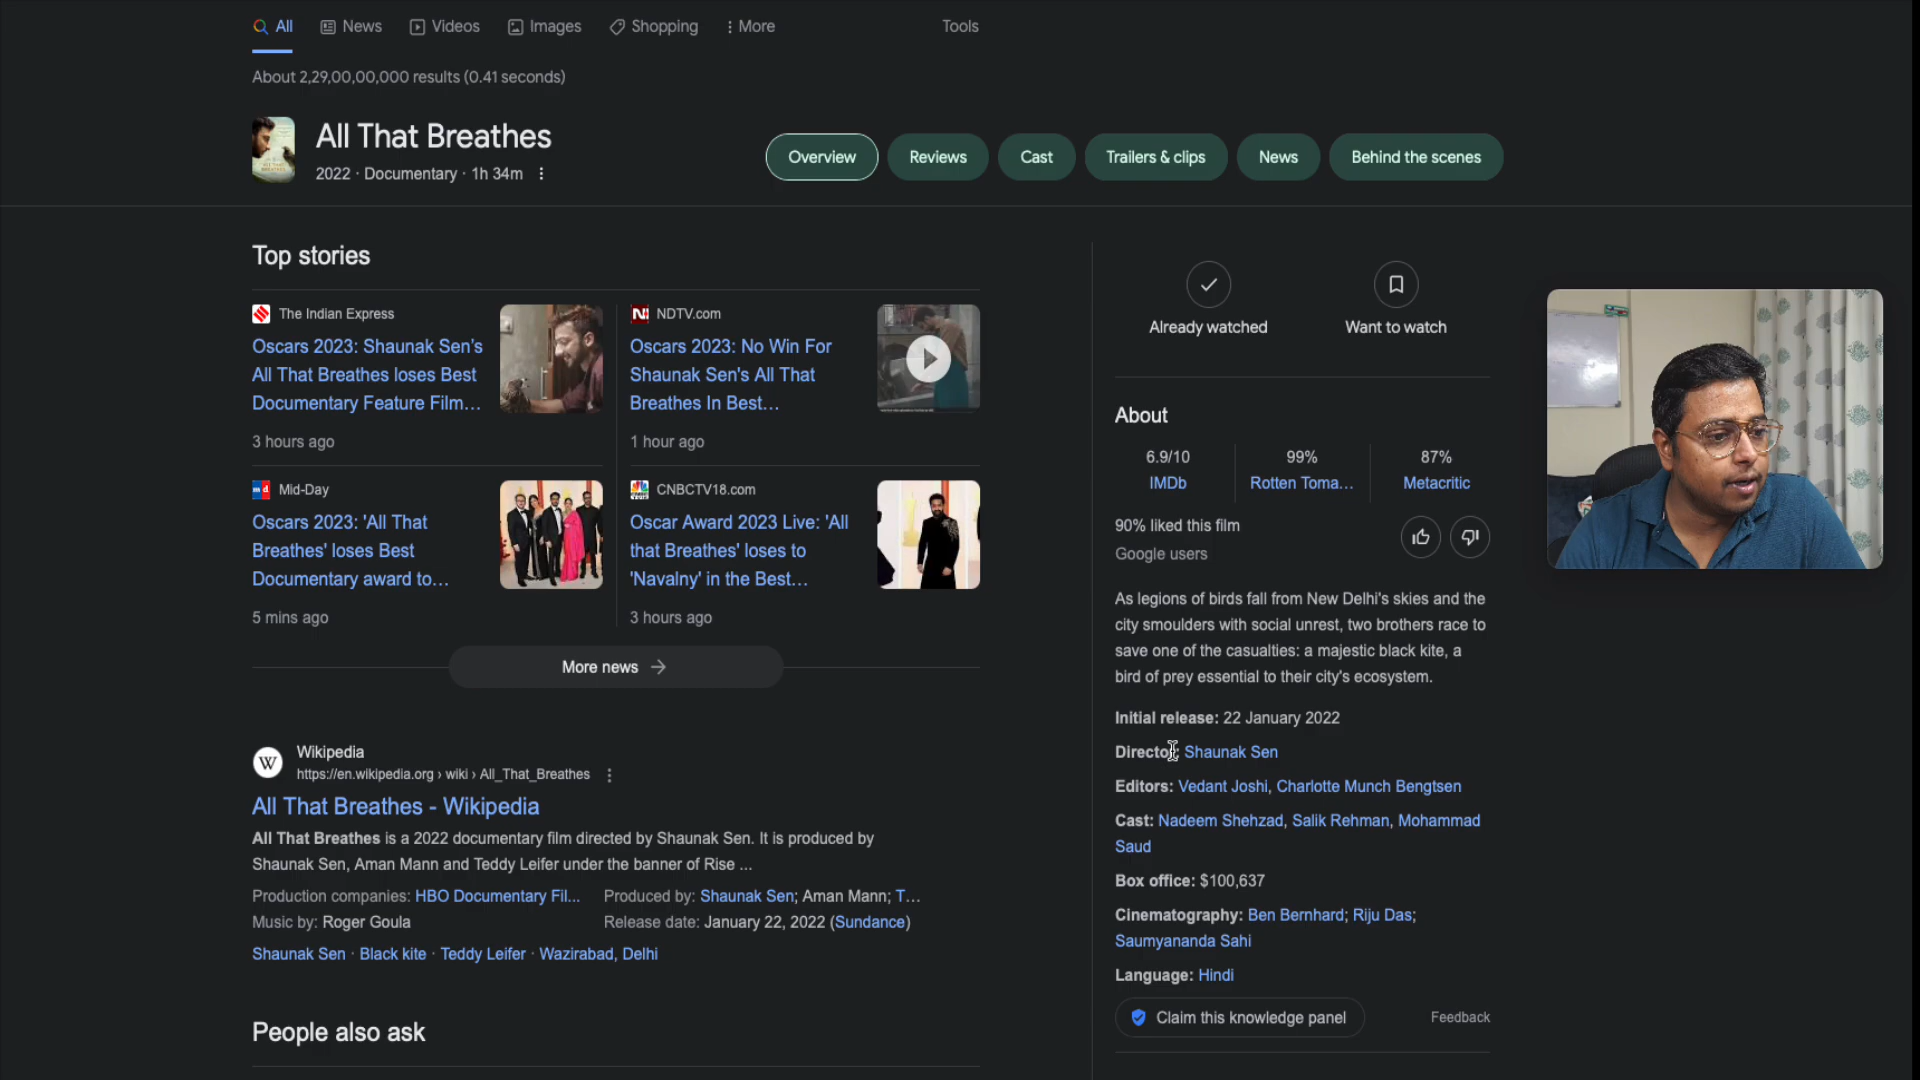 All
News
Videos
Images
Shopping
More
Tools
About 2,29,00,00,000 results (0.41 seconds)
All That Breathes
2022 · Documentary · 1h 34m
Overview
Reviews
Cast
Trailers & clips
News
Behind the scenes
Top stories
The Indian Express
Oscars 2023: Shaunak Sen's
All That Breathes loses Best
Documentary Feature Film...
3 hours ago
NDTV.com
Oscars 2023: No Win For
Shaunak Sen's All That
Breathes In Best...
1 hour ago
Mid-Day
Oscars 2023: 'All That
Breathes' loses Best
Documentary award to...
5 mins ago
CNBCTV18.com
Oscar Award 2023 Live: 'All
that Breathes' loses to
'Navalny' in the Best...
3 hours ago
More news
Wikipedia
https://en.wikipedia.org › wiki › All_That_Breathes
All That Breathes - Wikipedia
All That Breathes is a 2022 documentary film directed by Shaunak Sen. It is produced by
Shaunak Sen, Aman Mann and Teddy Leifer under the banner of Rise ...
Production companies: HBO Documentary Fil...
Produced by: Shaunak Sen; Aman Mann; T...
Music by: Roger Goula
Release date: January 22, 2022 (Sundance)
Shaunak Sen · Black kite · Teddy Leifer · Wazirabad, Delhi
People also ask
Already watched
Want to watch
About
6.9/10
IMDb
99%
Rotten Toma...
87%
Metacritic
90% liked this film
Google users
As legions of birds fall from New Delhi's skies and the
city smoulders with social unrest, two brothers race to
save one of the casualties: a majestic black kite, a
bird of prey essential to their city's ecosystem.
Initial release: 22 January 2022
Director: Shaunak Sen
Editors: Vedant Joshi, Charlotte Munch Bengtsen
Cast: Nadeem Shehzad, Salik Rehman, Mohammad
Saud
Box office: $100,637
Cinematography: Ben Bernhard; Riju Das;
Saumyananda Sahi
Language: Hindi
Claim this knowledge panel
Feedback